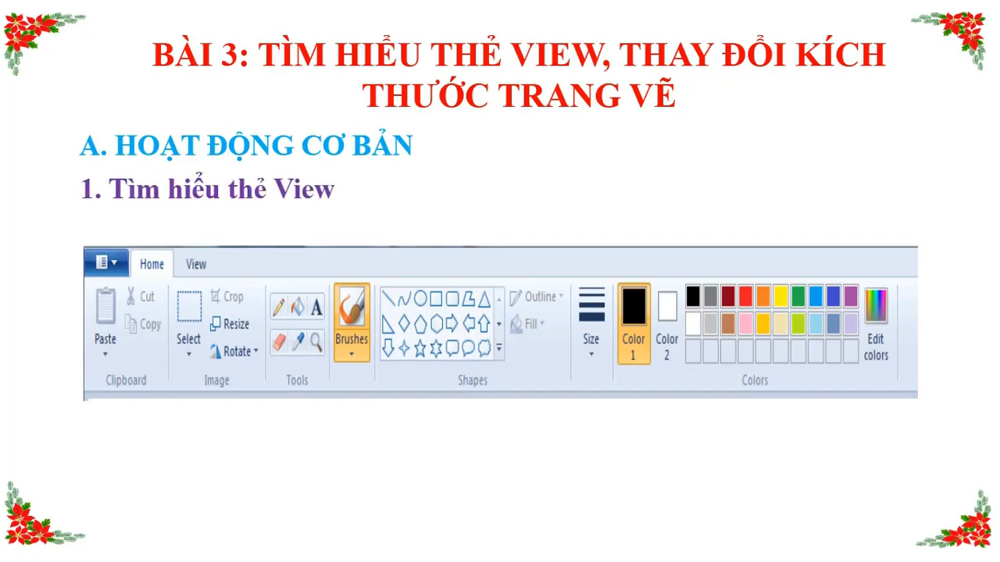 BÀI 3: TÌM HIỂU THẺ VIEW, THAY ĐỔI KÍCH
THƯỚC TRANG VẼ
A. HOẠT ĐỘNG CƠ BẢN
1. Tìm hiểu thẻ View
Home View
Cut Crop Outline
Copy Resize Fill
Paste Select Rotate Brushes Size Color 1 Color 2 Edit colors
Clipboard Image Tools Shapes Colors